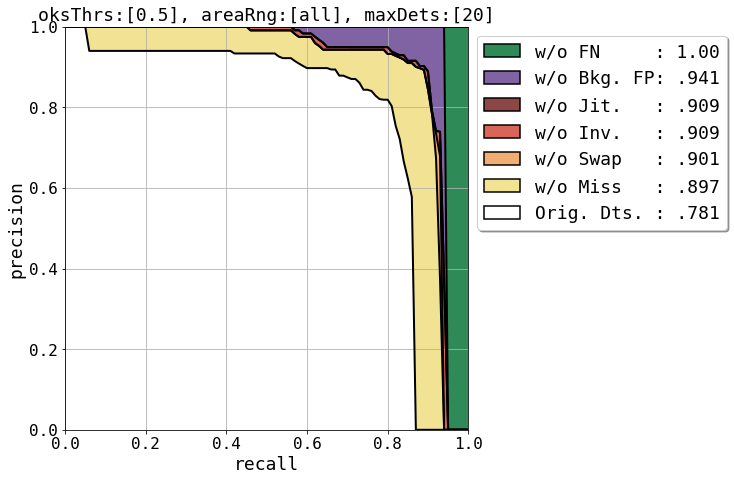 oksThrs:[0.5], areaRng:[all], maxDets:[20]
1.0
0.8
0.6
0.4
0.2
0.0
precision
0.0 0.2 0.4 0.6 0.8 1.0
recall
w/o FN : 1.00
w/o Bkg. FP: .941
w/o Jit. : .909
w/o Inv. : .909
w/o Swap : .901
w/o Miss : .897
Orig. Dts. : .781